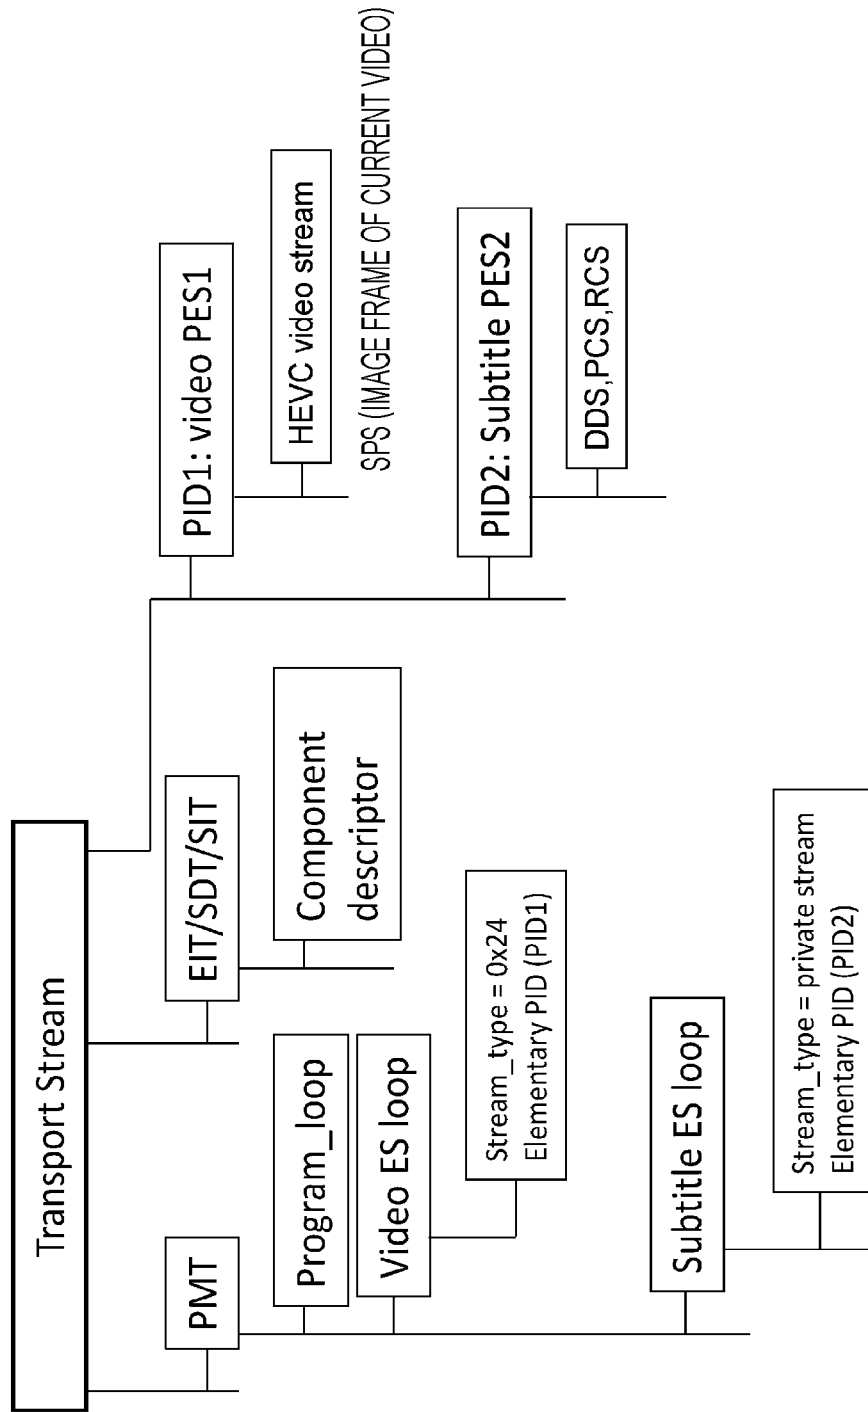 Transport Stream
PMT
Program_loop
Video ES loop
Stream_type = 0x24
Elementary PID (PID1)
Subtitle ES loop
Stream_type = private stream
Elementary PID (PID2)
EIT/SDT/SIT
Component
descriptor
PID1: video PES1
HEVC video stream
SPS (IMAGE FRAME OF CURRENT VIDEO)
PID2: Subtitle PES2
DDS,PCS,RCS